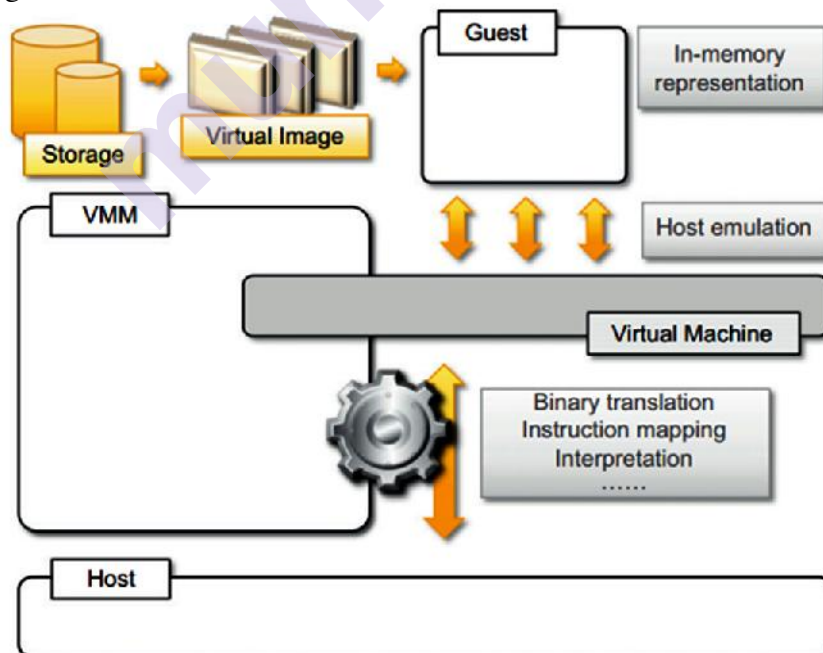 Guest
In-memory
representation
Virtual Image
Storage
VMM
Host emulation
Virtual Machine
Binary translation
Instruction mapping
Interpretation
......
Host